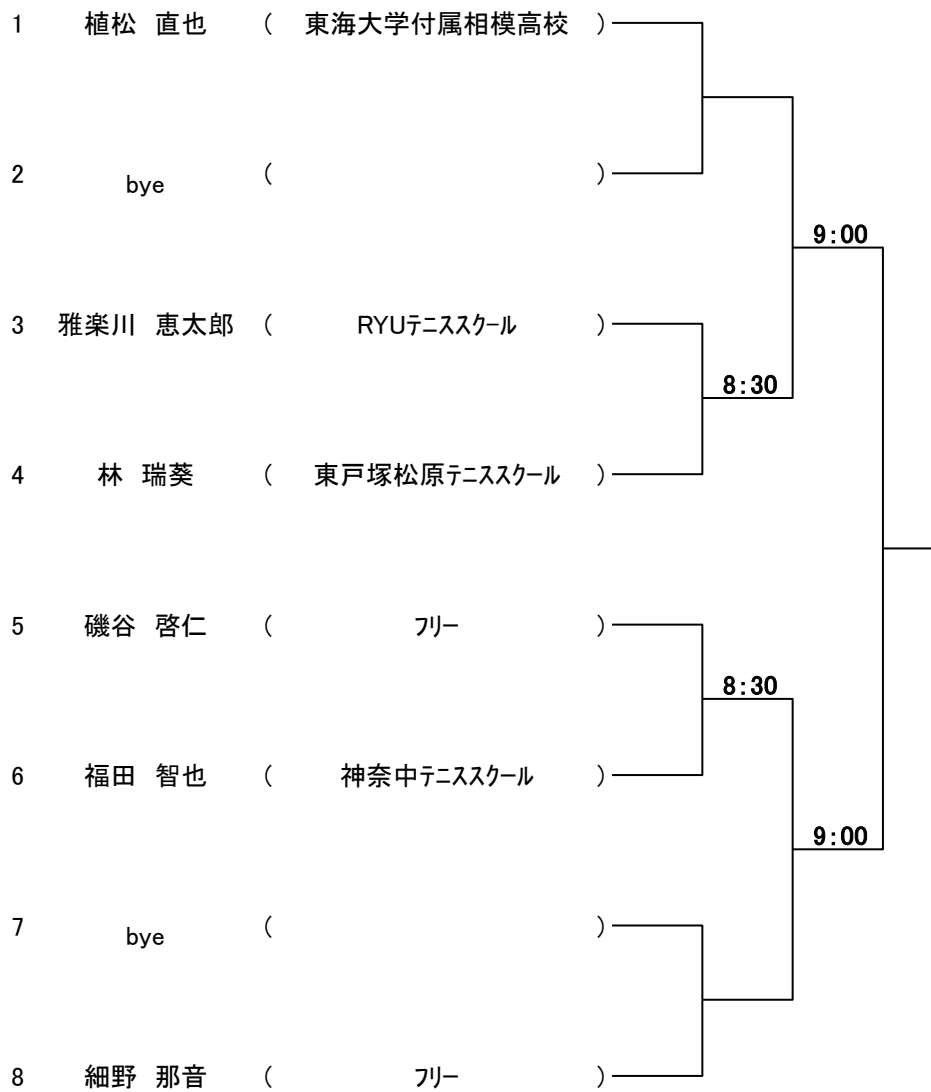 1 植松 直也 ( 東海大学付属相模高校 )
2 bye ( )
9:00
3 雅楽川 恵太郎 ( RYUテニススクール )
8:30
4 林 瑞葵 ( 東戸塚松原テニススクール )
5 磯谷 啓仁 ( フリー )
8:30
6 福田 智也 ( 神奈中テニススクール )
9:00
7 bye ( )
8 細野 那音 ( フリー )